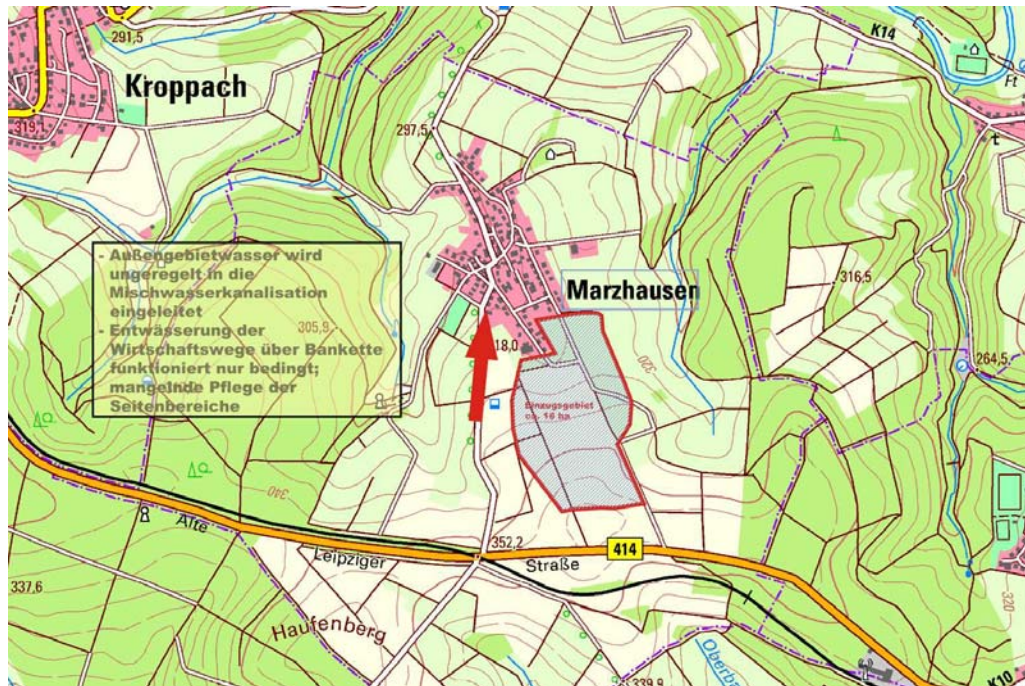 291,5
K14
Kroppach
Ft
319,1
297,5
- Außengebietwasser wird
ungeregelt in die
Mischwasserkanalisation
eingeleitet
- Entwässerung der
Wirtschaftswege über Bankette
funktioniert nur bedingt;
mangelnde Pflege der
Seitenbereiche
305,9
Marzhausen
316,5
18,0
320
264,5
Einzugsgebiet
ca. 16 ha
340
Alte
Leipziger
Straße
352,2
414
337,6
Haufenberg
320
Oberb
339,9
K10